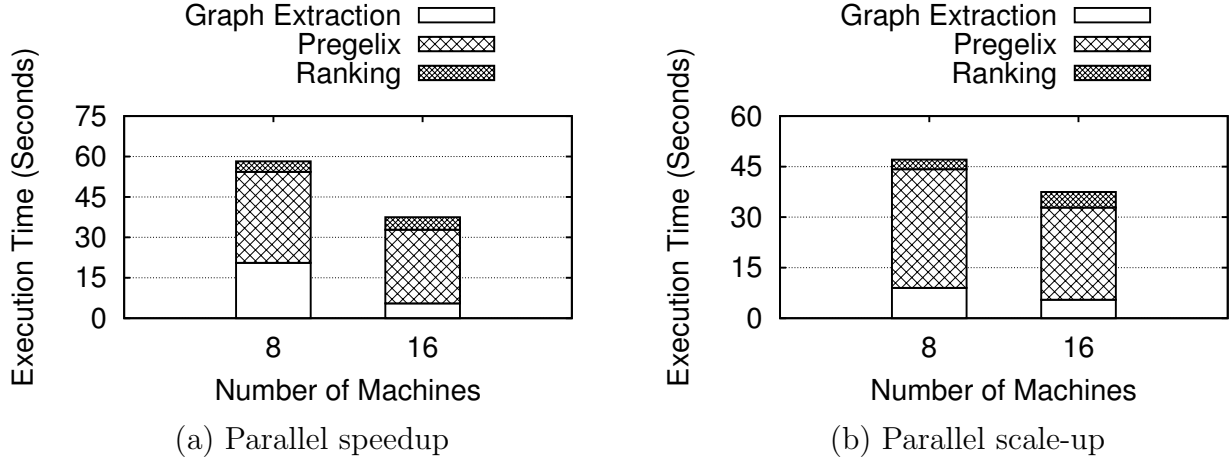 Graph Extraction
Pregelix
Ranking
Execution Time (Seconds)
75
60
45
30
15
0
8 16
Number of Machines
(a) Parallel speedup
Graph Extraction
Pregelix
Ranking
Execution Time (Seconds)
60
45
30
15
0
8 16
Number of Machines
(b) Parallel scale-up